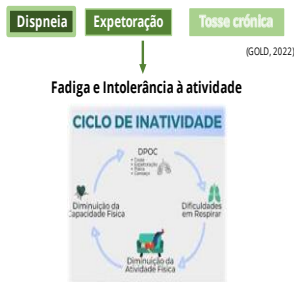 Dispneia
Expetoração
Tosse crónica
(GOLD, 2022)
Fadiga e Intolerância à atividade
CICLO DE INATIVIDADE
DPOC
Dificuldades
em Respirar
Diminuição da
Atividade Física
Diminuição da
Capacidade Física